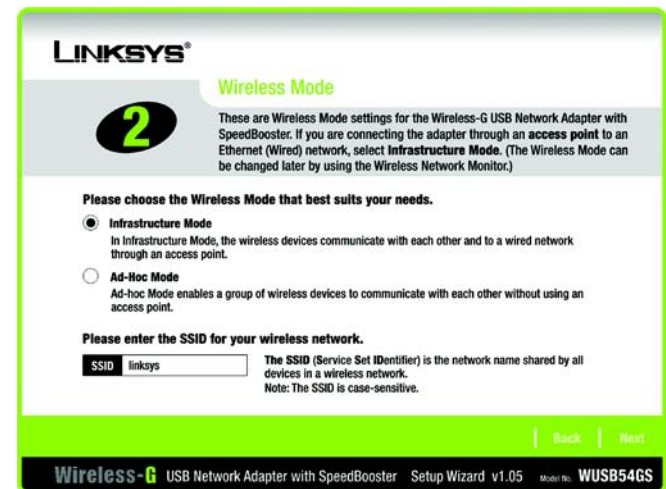 LINKSYS®
Wireless Mode
2
These are Wireless Mode settings for the Wireless-G USB Network Adapter with
SpeedBooster. If you are connecting the adapter through an access point to an
Ethernet (Wired) network, select Infrastructure Mode. (The Wireless Mode can
be changed later by using the Wireless Network Monitor.)
Please choose the Wireless Mode that best suits your needs.
Infrastructure Mode
In Infrastructure Mode, the wireless devices communicate with each other and to a wired network
through an access point.
Ad-Hoc Mode
Ad-hoc Mode enables a group of wireless devices to communicate with each other without using an
access point.
Please enter the SSID for your wireless network.
SSID linksys
The SSID (Service Set IDentifier) is the network name shared by all
devices in a wireless network.
Note: The SSID is case-sensitive.
Back Next
Wireless-G USB Network Adapter with SpeedBooster Setup Wizard v1.05 Model No. WUSB54GS